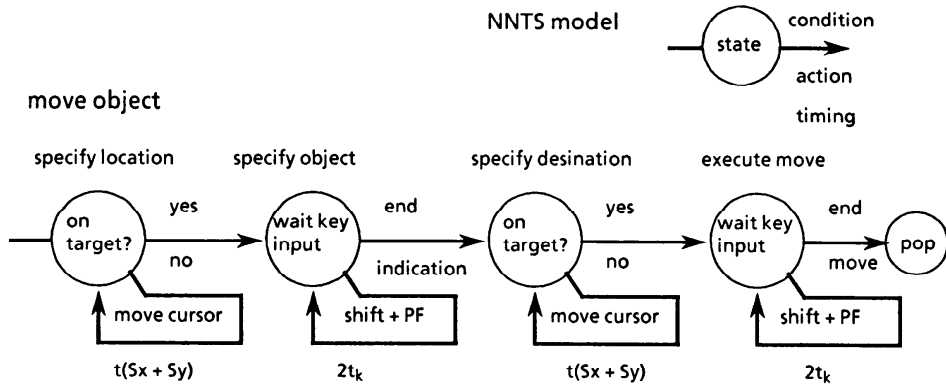 NNTS model
state
condition
action
timing
move object
specify location
specify object
specify desination
execute move
on
target?
yes
no
wait key
input
end
indication
on
target?
yes
no
wait key
input
end
move
pop
move cursor
shift + PF
move cursor
shift + PF
t(Sx + Sy)
2tk
t(Sx + Sy)
2tk